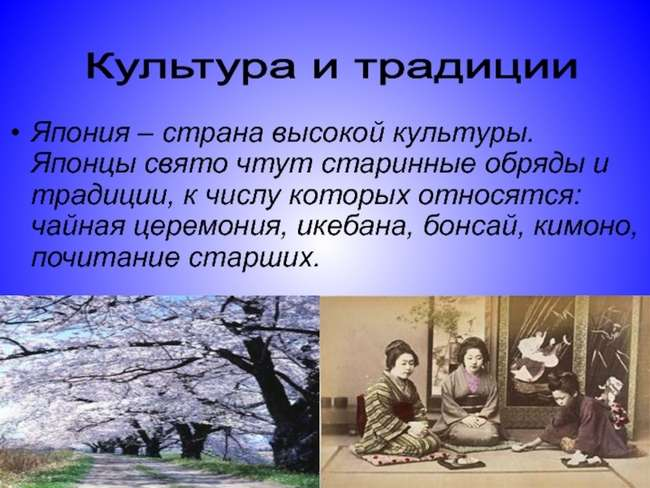 Культура и традиции
• Япония – страна высокой культуры.
Японцы свято чтут старинные обряды и
традиции, к числу которых относятся:
чайная церемония, икебана, бонсай, кимоно,
почитание старших.